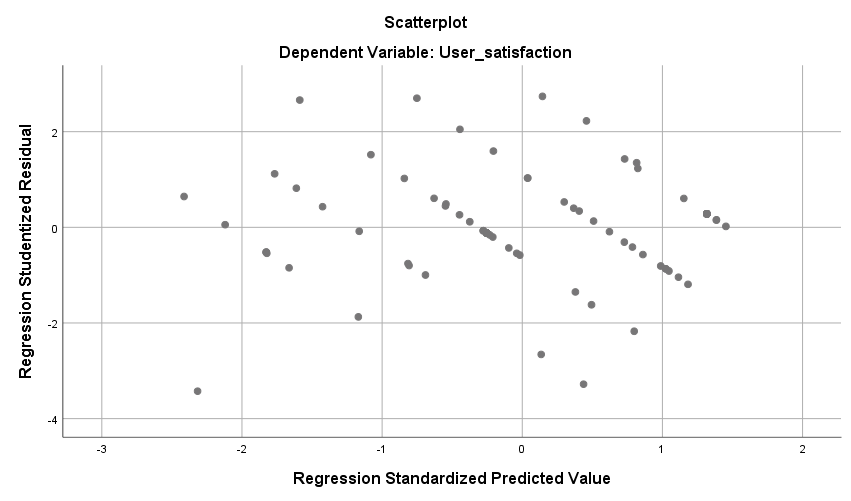 Scatterplot
Dependent Variable: User_satisfaction
Regression Studentized Residual
2
0
-2
-4
-3
-2
-1
0
1
2
Regression Standardized Predicted Value